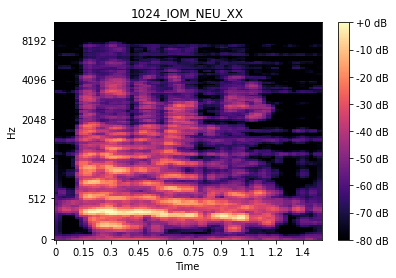 1024_IOM_NEU_XX
+0 dB
8192
-10 dB
4096
-20 dB
-30 dB
2048
Hz
-40 dB
1024
-50 dB
512
-60 dB
-70 dB
0
-80 dB
0 0.15 0.3 0.45 0.6 0.75 0.9 1.1 1.2 1.4
Time